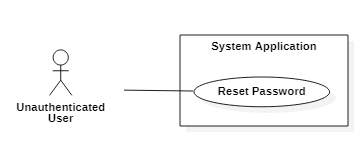 System Application
Reset Password
Unauthenticated
User